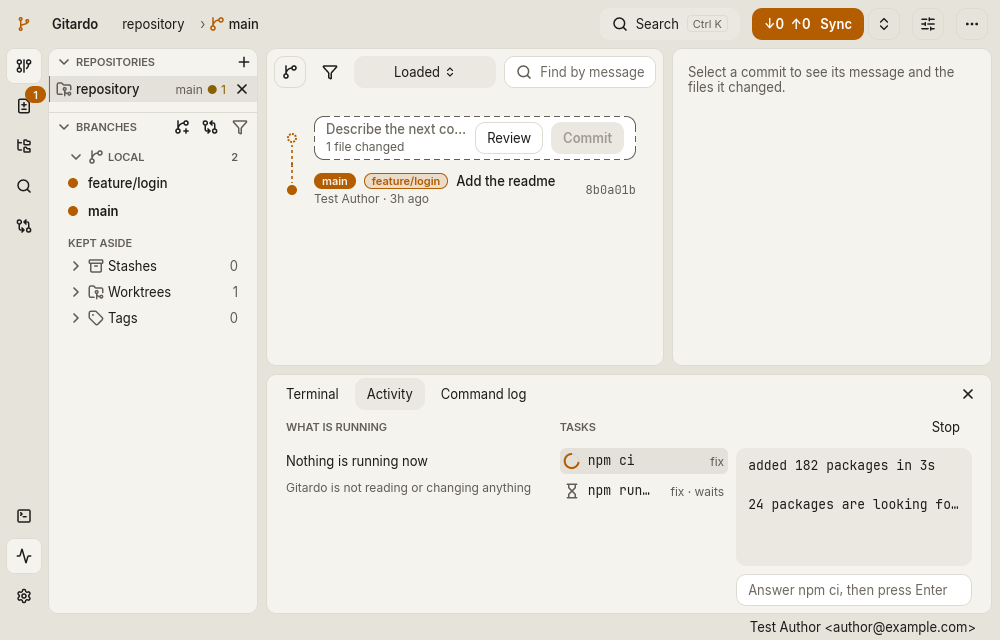 Gitardo
repository
main
Search
Ctrl K
↓0 ↑0 Sync
REPOSITORIES
repository
main
1
1
BRANCHES
LOCAL
2
feature/login
main
KEPT ASIDE
Stashes
0
Worktrees
1
Tags
0
Loaded
Find by message
Describe the next co…
1 file changed
Review
Commit
main
feature/login
Add the readme
Test Author · 3h ago
8b0a01b
Select a commit to see its message and the
files it changed.
Terminal
Activity
Command log
WHAT IS RUNNING
Nothing is running now
Gitardo is not reading or changing anything
TASKS
npm ci
fix
npm run…
fix · waits
Stop
added 182 packages in 3s
24 packages are looking fo…
Answer npm ci, then press Enter
Test Author <author@example.com>